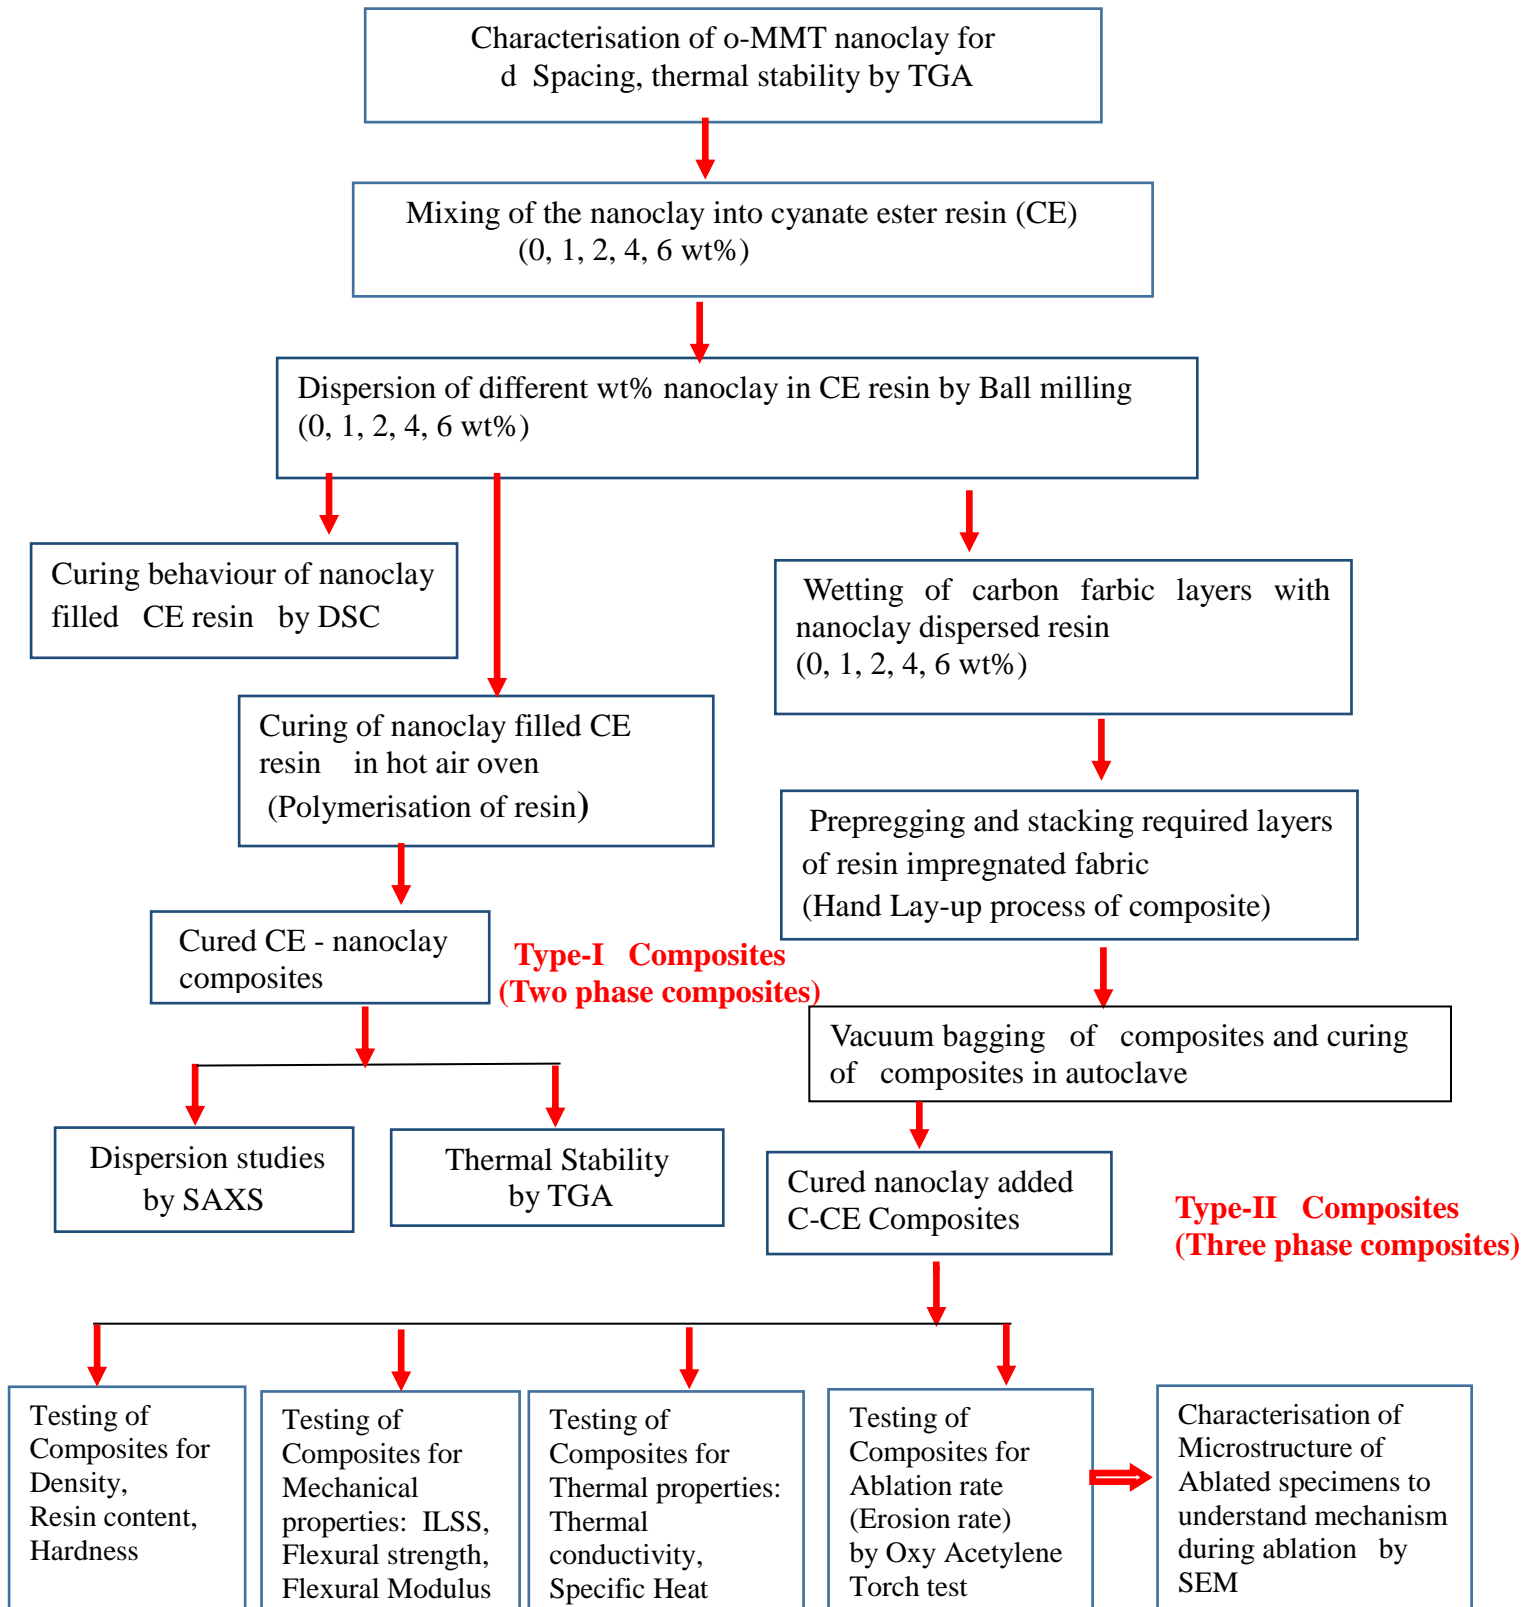 Characterisation of o-MMT nanoclay for
d Spacing, thermal stability by TGA
Mixing of the nanoclay into cyanate ester resin (CE)
(0, 1, 2, 4, 6 wt%)
Dispersion of different wt% nanoclay in CE resin by Ball milling
(0, 1, 2, 4, 6 wt%)
Curing behaviour of nanoclay
filled CE resin by DSC
Wetting of carbon farbic layers with
nanoclay dispersed resin
(0, 1, 2, 4, 6 wt%)
Curing of nanoclay filled CE
resin in hot air oven
(Polymerisation of resin)
Prepregging and stacking required layers
of resin impregnated fabric
(Hand Lay-up process of composite)
Cured CE - nanoclay
composites
Type-I Composites
(Two phase composites)
Vacuum bagging of composites and curing
of composites in autoclave
Dispersion studies
by SAXS
Thermal Stability
by TGA
Cured nanoclay added
C-CE Composites
Type-II Composites
(Three phase composites)
Testing of
Composites for
Density,
Resin content,
Hardness
Testing of
Composites for
Mechanical
properties: ILSS,
Flexural strength,
Flexural Modulus
Testing of
Composites for
Thermal properties:
Thermal
conductivity,
Specific Heat
Testing of
Composites for
Ablation rate
(Erosion rate)
by Oxy Acetylene
Torch test
Characterisation of
Microstructure of
Ablated specimens to
understand mechanism
during ablation by
SEM